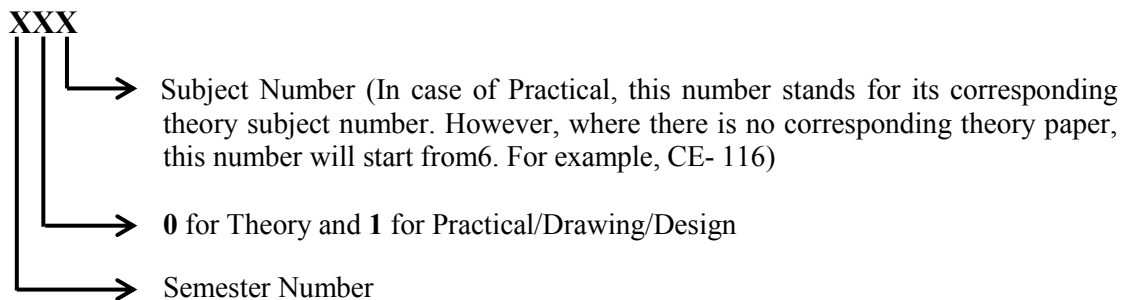 XXX
Subject Number (In case of Practical, this number stands for its corresponding
theory subject number. However, where there is no corresponding theory paper,
this number will start from6. For example, CE- 116)
0 for Theory and 1 for Practical/Drawing/Design
Semester Number